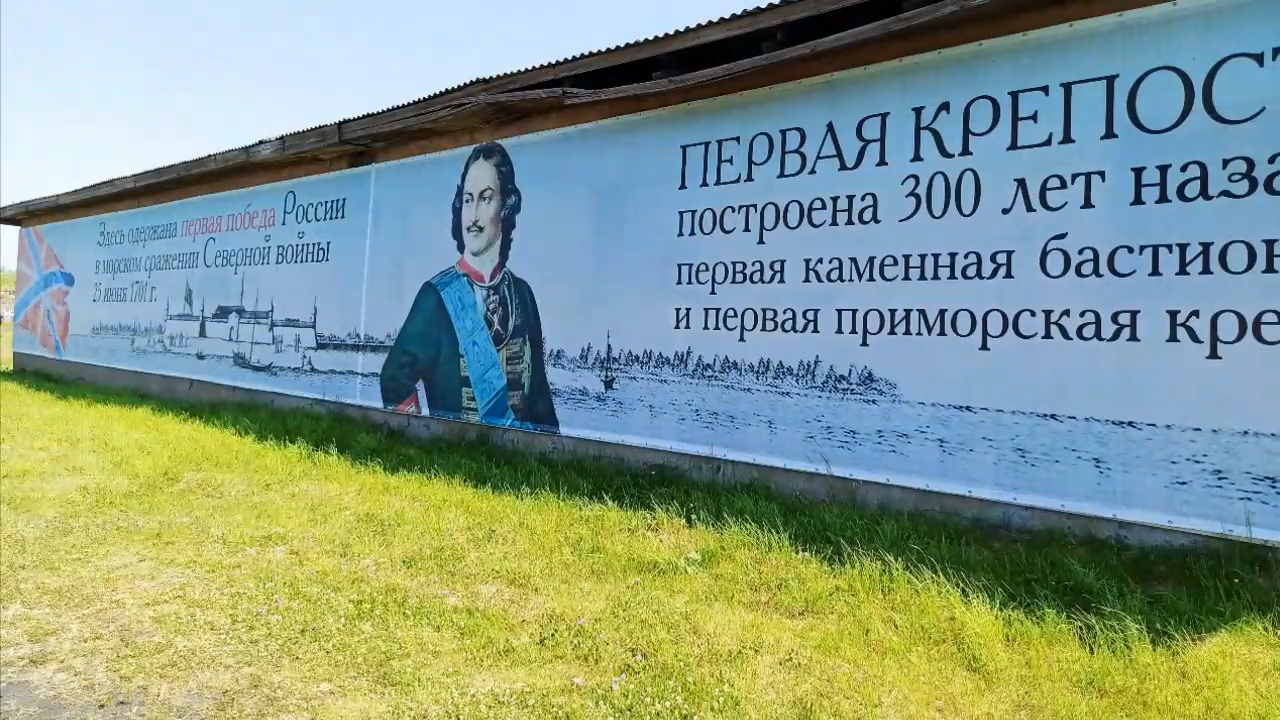 Здесь одержана первая победа России
в морском сражении Северной войны
25 июня 1701 г.
ПЕРВАЯ КРЕПОСТ
построена 300 лет наза
первая каменная бастион
и первая приморская кре